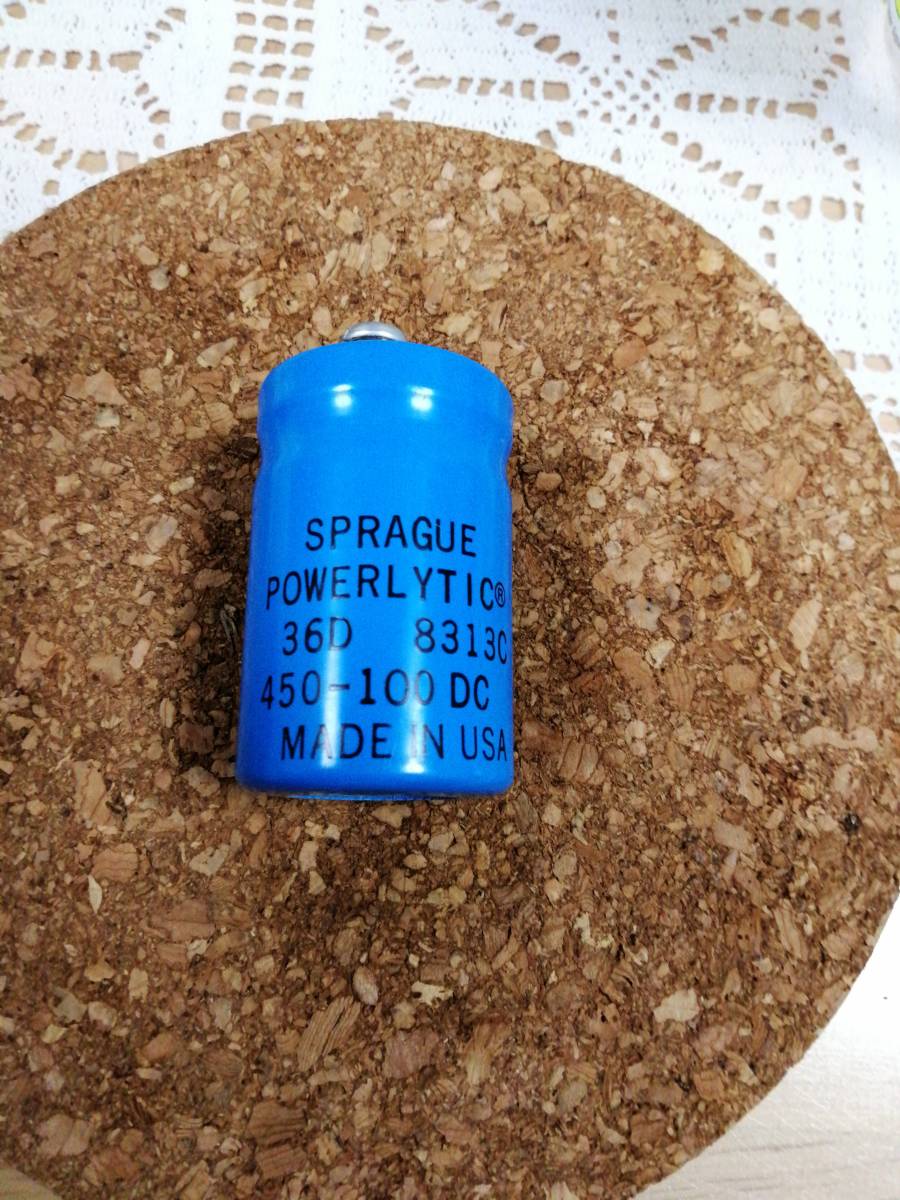 SPRAGUE
POWERLYTIC®
36D 8313C
450-100 DC
MADE IN USA